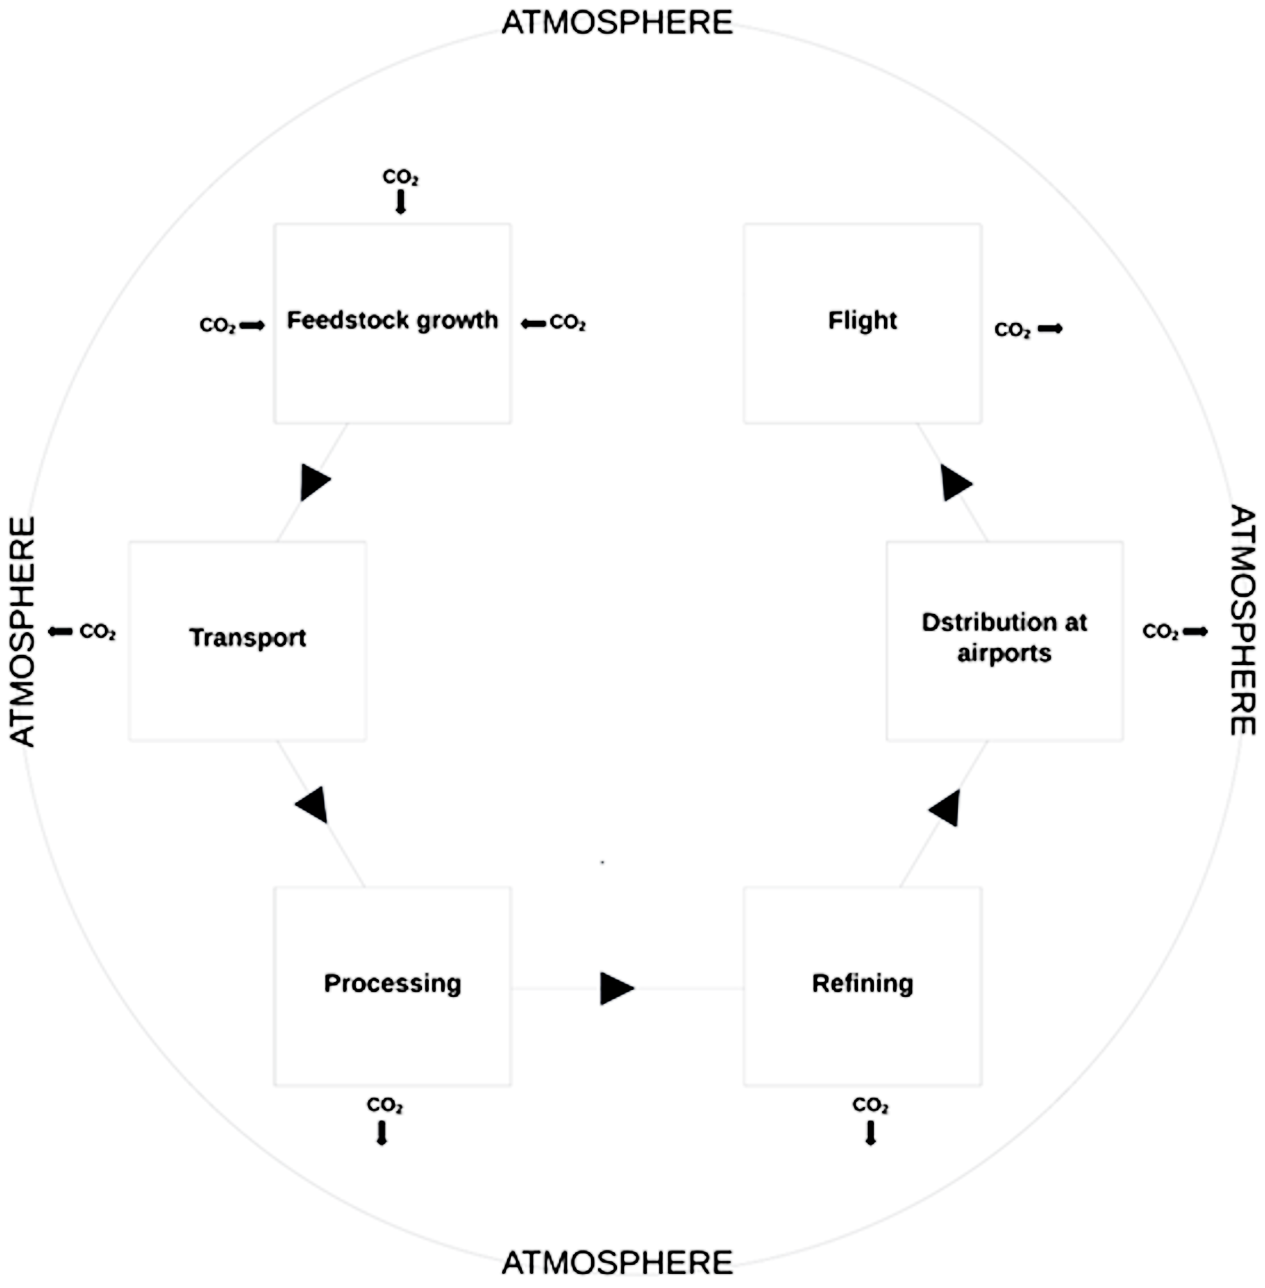 ATMOSPHERE
CO₂
Feedstock growth
CO₂
CO₂
Flight
CO₂
ATMOSPHERE
CO₂
Transport
Dstribution at
airports
CO₂
ATMOSPHERE
Processing
CO₂
Refining
CO₂
ATMOSPHERE